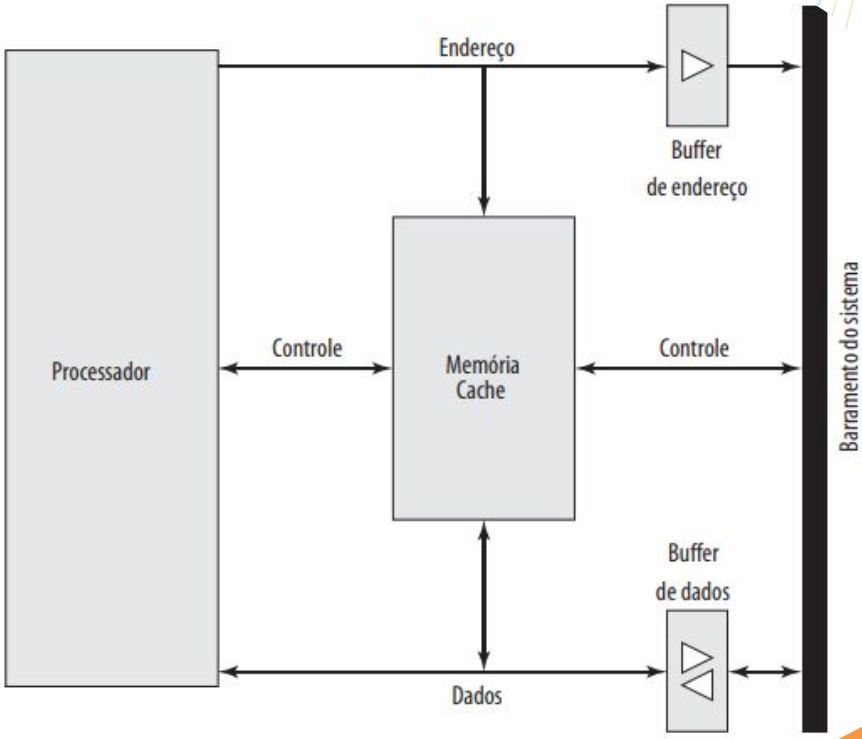 Endereço
Buffer
de endereço
Processador
Controle
Memória
Cache
Controle
Barramento do sistema
Buffer
de dados
Dados